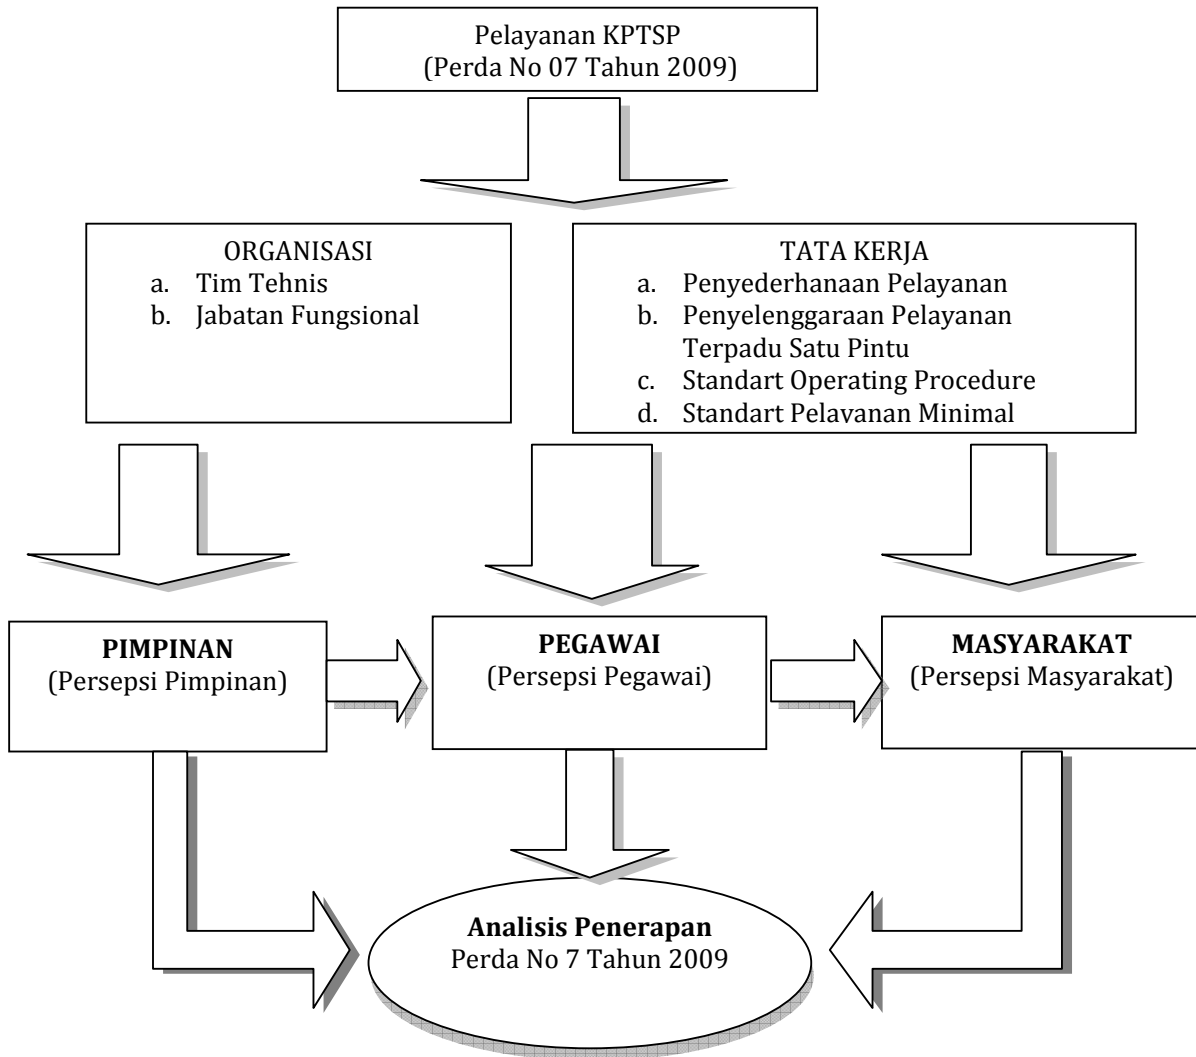 Pelayanan KPTSP
(Perda No 07 Tahun 2009)
ORGANISASI
a. Tim Tehnis
b. Jabatan Fungsional
TATA KERJA
a. Penyederhanaan Pelayanan
b. Penyelenggaraan Pelayanan
Terpadu Satu Pintu
c. Standart Operating Procedure
d. Standart Pelayanan Minimal
PIMPINAN
(Persepsi Pimpinan)
PEGAWAI
(Persepsi Pegawai)
MASYARAKAT
(Persepsi Masyarakat)
Analisis Penerapan
Perda No 7 Tahun 2009